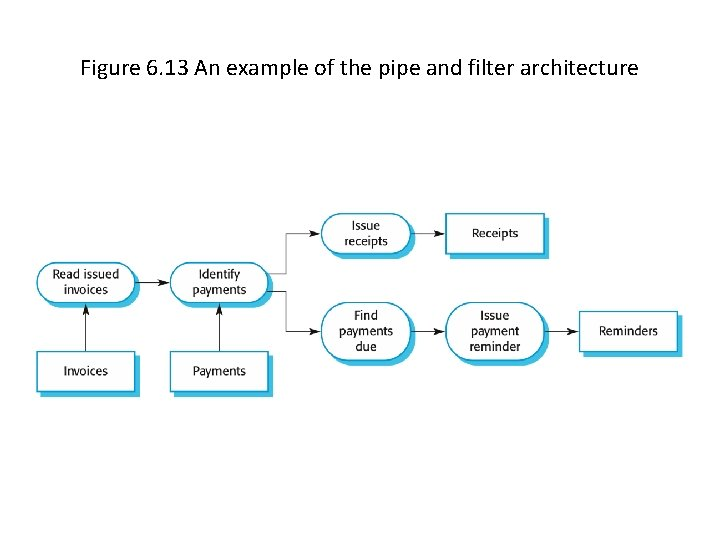 Figure 6.13 An example of the pipe and filter architecture
Issue
receipts
Receipts
Read issued
invoices
Identify
payments
Find
payments
due
Issue
payment
reminder
Reminders
Invoices
Payments